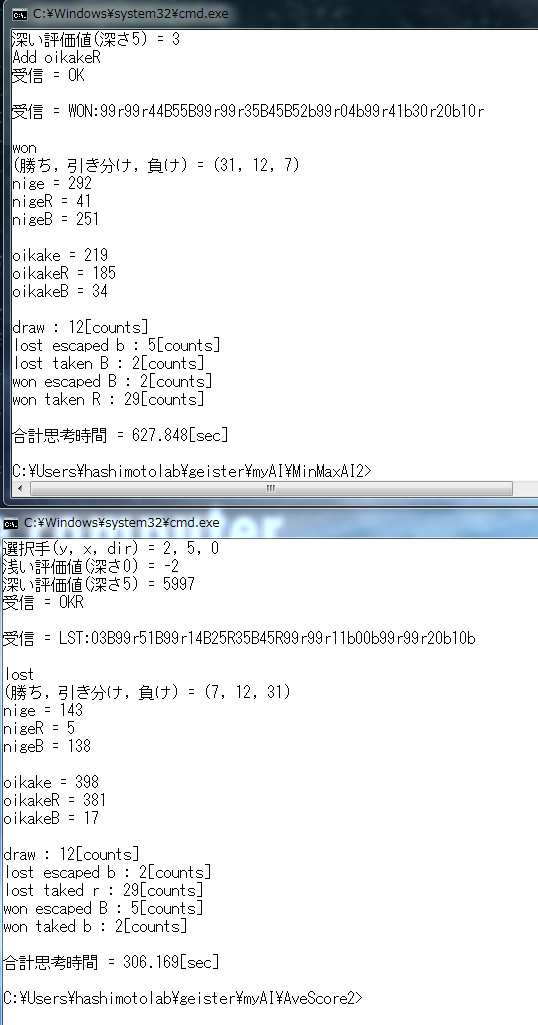 C:¥Windows¥system32¥cmd.exe
深い評価値(深さ5) = 3
Add oikakeR
受信 = OK
受信 = WON:99r99r44B55B99r99r35B45B52b99r04b99r41b30r20b10r
won
(勝ち, 引き分け, 負け) = (31, 12, 7)
nige = 292
nigeR = 41
nigeB = 251
oikake = 219
oikakeR = 185
oikakeB = 34
draw : 12[counts]
lost escaped b : 5[counts]
lost taken B : 2[counts]
won escaped B : 2[counts]
won taken R : 29[counts]
合計思考時間 = 627.848[sec]
C:¥Users¥hashimotolab¥geister¥myAI¥MinMaxAI2>
computer
C:¥Windows¥system32¥cmd.exe
選択手(y, x, dir) = 2, 5, 0
浅い評価値(深さ0) = -2
深い評価値(深さ5) = 5997
受信 = OKR
受信 = LST:03B99r51B99r14B25R35B45R99r99r11b00b99r99r20b10b
lost
(勝ち, 引き分け, 負け) = (7, 12, 31)
nige = 143
nigeR = 5
nigeB = 138
oikake = 398
oikakeR = 381
oikakeB = 17
draw : 12[counts]
lost escaped b : 2[counts]
lost taked r : 29[counts]
won escaped B : 5[counts]
won taked b : 2[counts]
合計思考時間 = 306.169[sec]
C:¥Users¥hashimotolab¥geister¥myAI¥AveScore2>